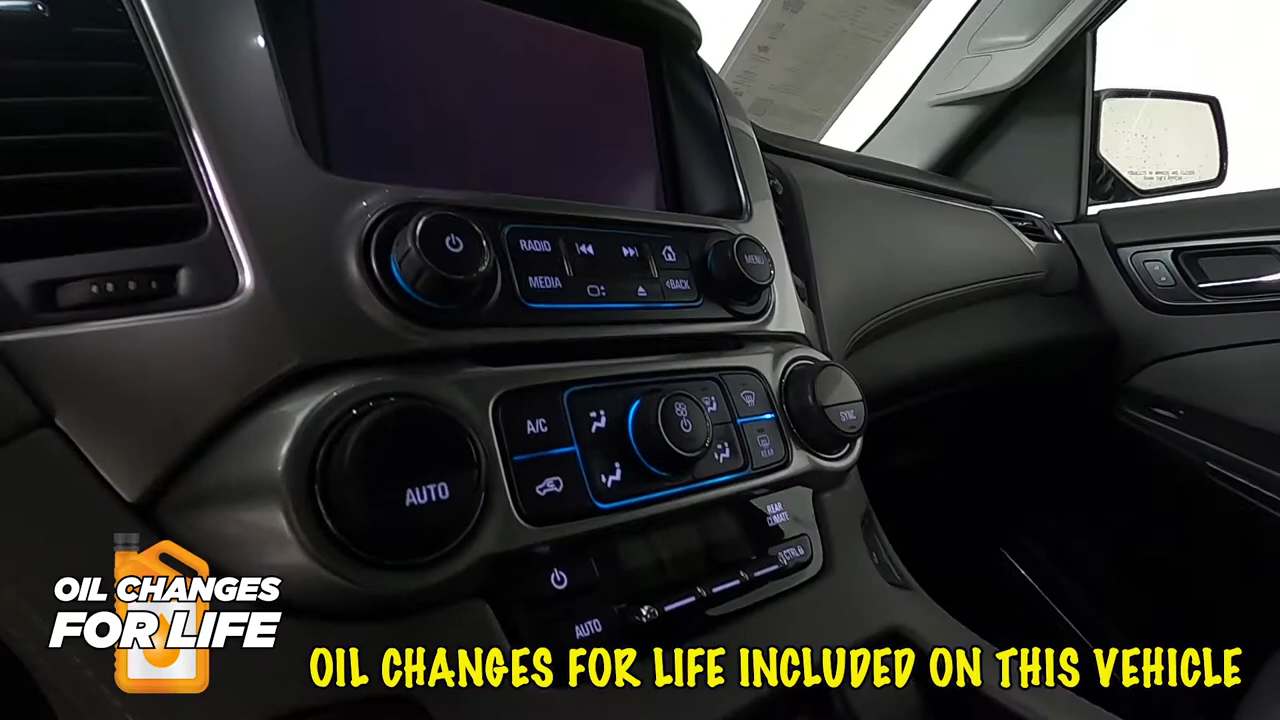 RADIO
MEDIA
BACK
MENU
A/C
REAR
SYNC
AUTO
REAR
CLIMATE
CTRL
AUTO
OIL CHANGES
FOR LIFE
OIL CHANGES FOR LIFE INCLUDED ON THIS VEHICLE